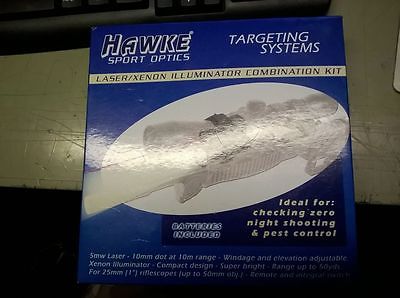 HAWKE
SPORT OPTICS
TARGETING
SYSTEMS
LASER/XENON ILLUMINATOR COMBINATION KIT
Ideal for:
checking zero
night shooting
& pest control
BATTERIES
INCLUDED
5mw Laser - 10mm dot at 10m range - Windage and elevation adjustable
Xenon Illuminator - Compact design - Super bright - Range up to 50yds.
For 25mm (1") riflescopes (up to 50mm obj.) Remote and integral switch